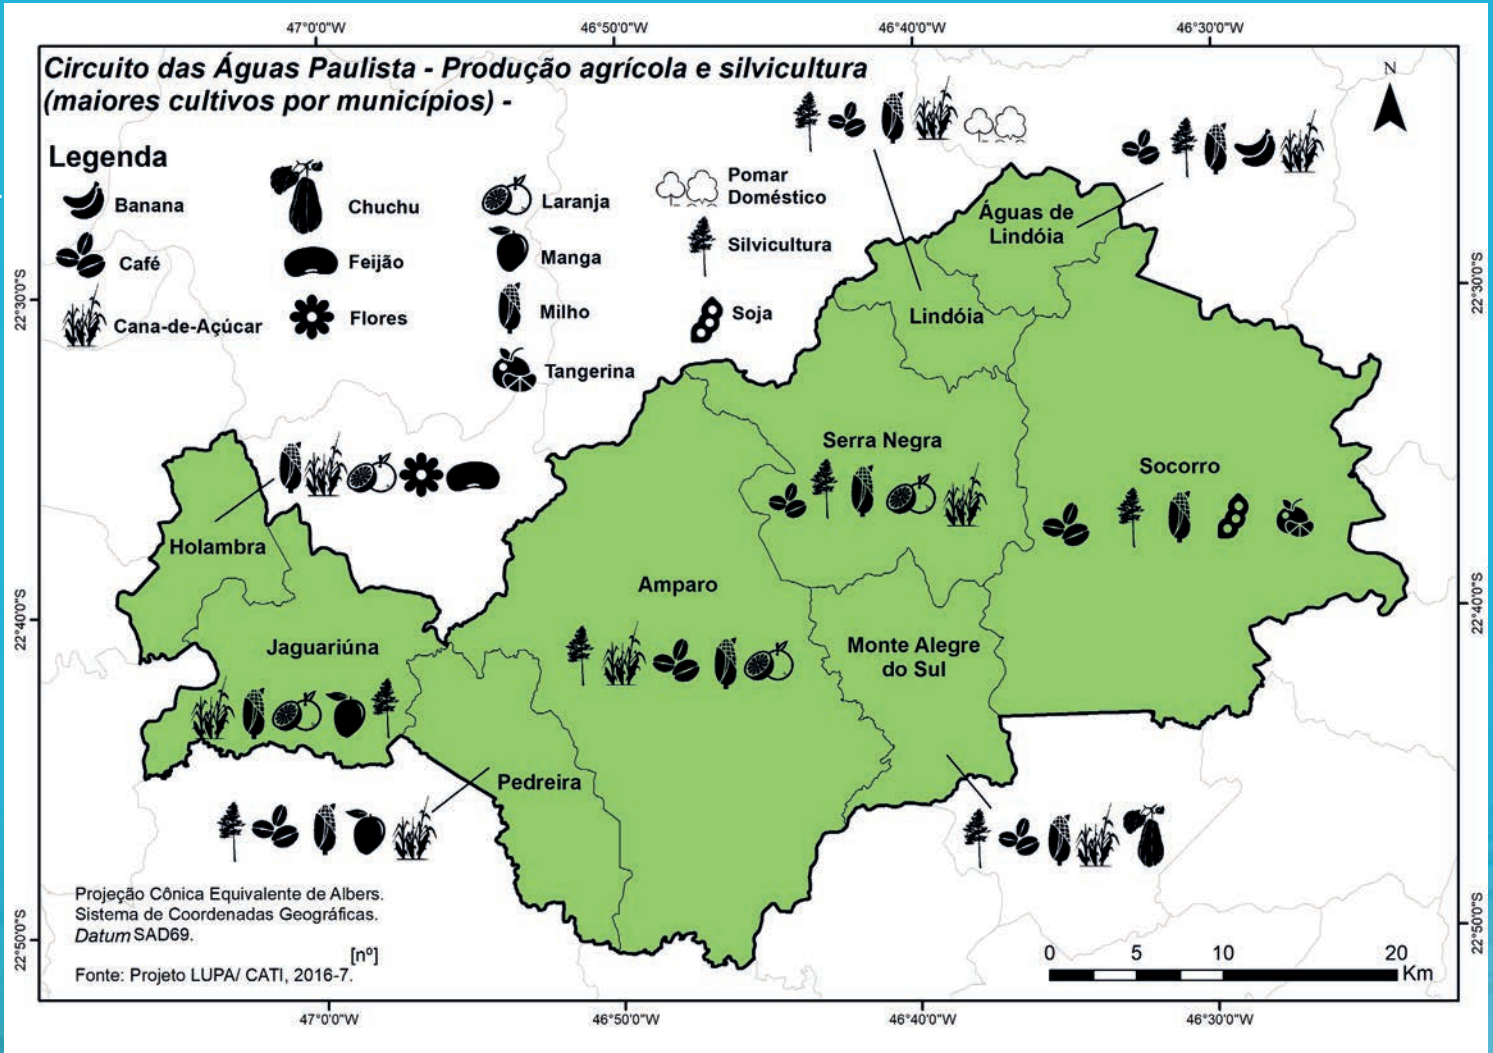 47°0'0"W
46°50'0"W
46°40'0"W
46°30'0"W
Circuito das Águas Paulista - Produção agrícola e silvicultura
(maiores cultivos por municípios) -
N
Legenda
Banana
Café
Cana-de-Açúcar
Chuchu
Feijão
Flores
Laranja
Manga
Milho
Tangerina
Pomar
Doméstico
Silvicultura
Soja
Águas de
Lindóia
Lindóia
Serra Negra
Socorro
Holambra
Amparo
Jaguariúna
Monte Alegre
do Sul
Pedreira
22°30'0"S
22°40'0"S
22°50'0"S
22°30'0"S
22°40'0"S
22°50'0"S
Projeção Cônica Equivalente de Albers.
Sistema de Coordenadas Geográficas.
Datum SAD69.
[nº]
Fonte: Projeto LUPA/ CATI, 2016-7.
0 5 10 20
Km
47°0'0"W
46°50'0"W
46°40'0"W
46°30'0"W